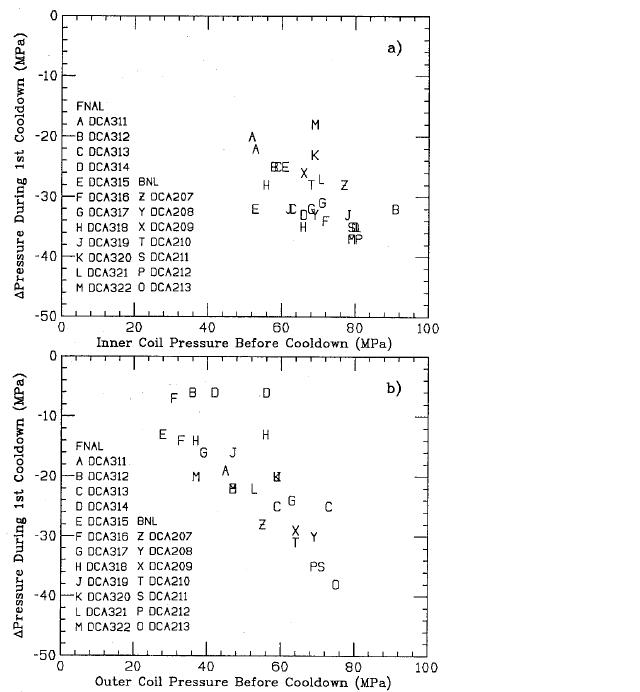 a)
0
-10
-20
-30
-40
-50
ΔPressure During 1st Cooldown (MPa)
FNAL
A DCA311
B DCA312
C DCA313
D DCA314
E DCA315 BNL
F DCA316 Z DCA207
G DCA317 Y DCA208
H DCA318 X DCA209
J DCA319 T DCA210
K DCA320 S DCA211
L DCA321 P DCA212
M DCA322 O DCA213
M
A
A
K
E
X
H
T
L
Z
E
G
G
B
D
Y
F
J
H
0 20 40 60 80 100
Inner Coil Pressure Before Cooldown (MPa)
b)
0
-10
-20
-30
-40
-50
ΔPressure During 1st Cooldown (MPa)
FNAL
A DCA311
B DCA312
C DCA313
D DCA314
E DCA315 BNL
F DCA316 Z DCA207
G DCA317 Y DCA208
H DCA318 X DCA209
J DCA319 T DCA210
K DCA320 S DCA211
L DCA321 P DCA212
M DCA322 O DCA213
F B D D
E F H H
G J
D A K
L
C G C
Z X Y
T
P S
O
0 20 40 60 80 100
Outer Coil Pressure Before Cooldown (MPa)